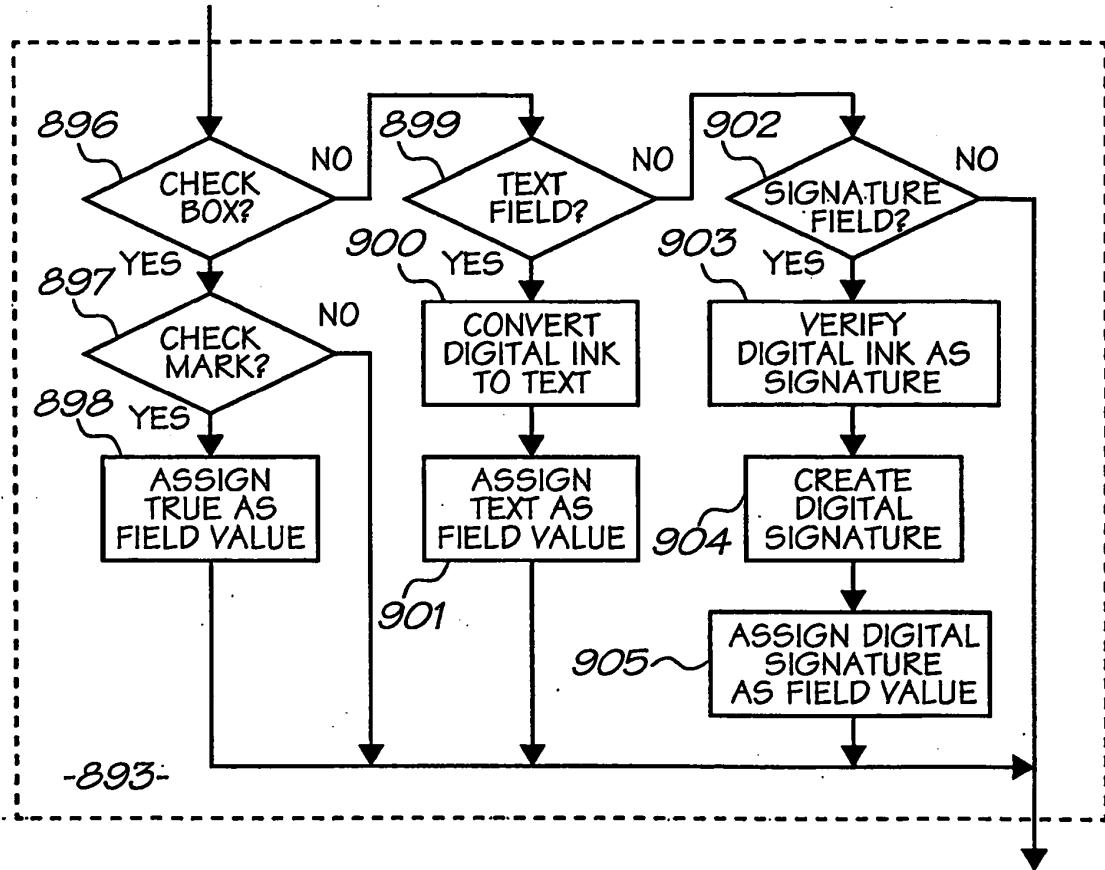 896
CHECK
BOX?
NO
YES
897
CHECK
MARK?
NO
YES
898
ASSIGN
TRUE AS
FIELD VALUE
899
TEXT
FIELD?
NO
YES
900
CONVERT
DIGITAL INK
TO TEXT
ASSIGN
TEXT AS
FIELD VALUE
901
902
SIGNATURE
FIELD?
NO
YES
903
VERIFY
DIGITAL INK AS
SIGNATURE
CREATE
DIGITAL
SIGNATURE
904
ASSIGN DIGITAL
SIGNATURE
AS FIELD VALUE
905
-893-